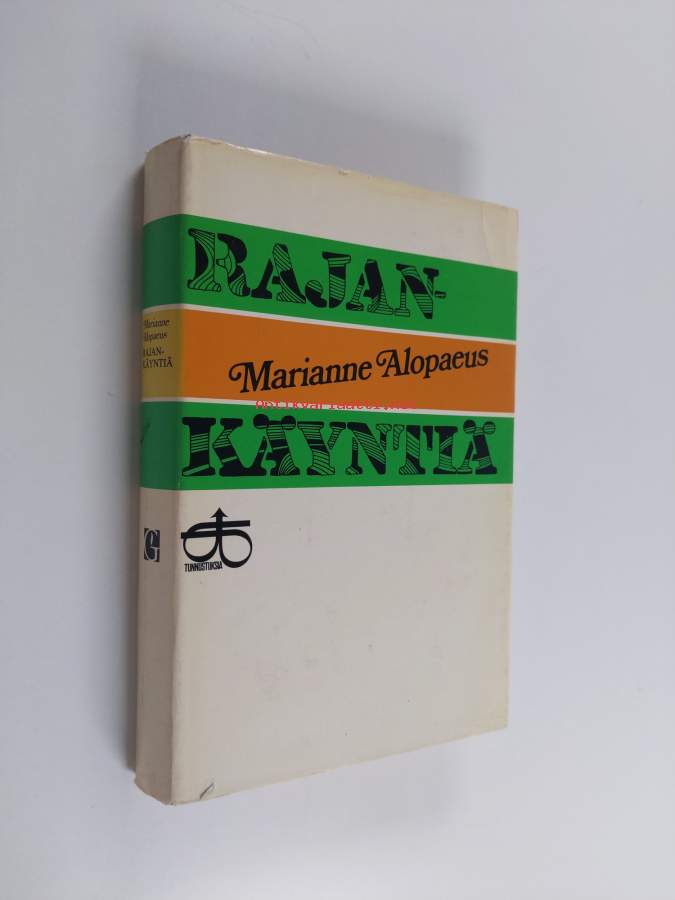 RAJAN-
Marianne Alopaeus
KÄYNTIÄ
TUNNUSTUKSIA
Marianne
Alopaeus
RAJAN-
KÄYNTIÄ
G